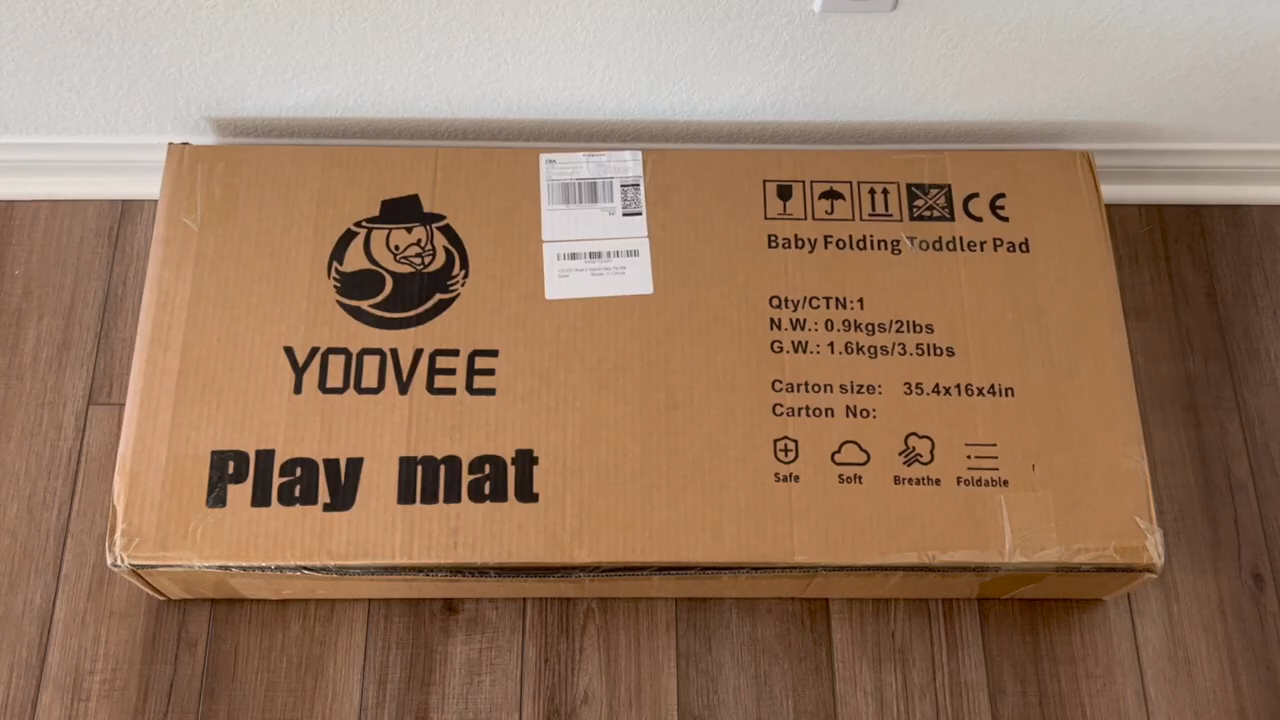 YOOVEE
Play mat
CE
Baby Folding Toddler Pad
Qty/CTN:1
N.W.: 0.9kgs/2lbs
G.W.: 1.6kgs/3.5lbs
Carton size: 35.4x16x4in
Carton No:
Safe Soft Breathe Foldable